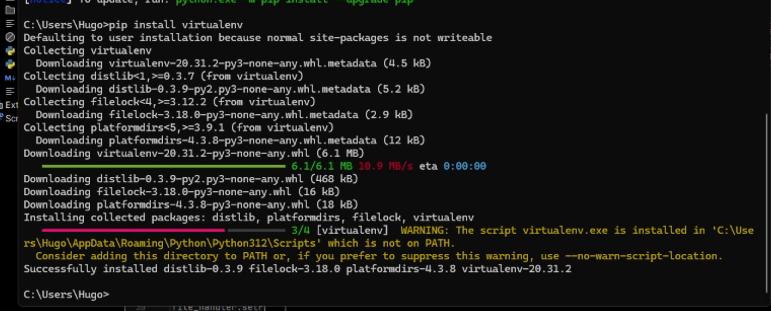 [notice] To update, run: python.exe -m pip install --upgrade pip
C:\Users\Hugo>pip install virtualenv
Defaulting to user installation because normal site-packages is not writeable
Collecting virtualenv
Downloading virtualenv-20.31.2-py3-none-any.whl.metadata (4.5 kB)
Collecting distlib<1,>=0.3.7 (from virtualenv)
Downloading distlib-0.3.9-py2.py3-none-any.whl.metadata (5.2 kB)
Collecting filelock<4,>=3.12.2 (from virtualenv)
Downloading filelock-3.18.0-py3-none-any.whl.metadata (2.9 kB)
Collecting platformdirs<5,>=3.9.1 (from virtualenv)
Downloading platformdirs-4.3.8-py3-none-any.whl.metadata (12 kB)
Downloading virtualenv-20.31.2-py3-none-any.whl (6.1 MB)
6.1/6.1 MB 10.9 MB/s eta 0:00:00
Downloading distlib-0.3.9-py2.py3-none-any.whl (468 kB)
Downloading filelock-3.18.0-py3-none-any.whl (16 kB)
Downloading platformdirs-4.3.8-py3-none-any.whl (18 kB)
Installing collected packages: distlib, platformdirs, filelock, virtualenv
3/4 [virtualenv] WARNING: The script virtualenv.exe is installed in 'C:\Use
rs\Hugo\AppData\Roaming\Python\Python312\Scripts' which is not on PATH.
Consider adding this directory to PATH or, if you prefer to suppress this warning, use --no-warn-script-location.
Successfully installed distlib-0.3.9 filelock-3.18.0 platformdirs-4.3.8 virtualenv-20.31.2
C:\Users\Hugo>
M↓
Ext
Scr